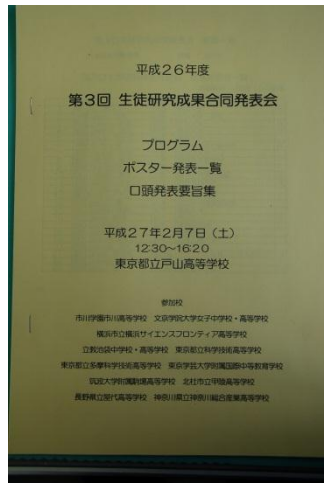 平成26年度
第3回 生徒研究成果合同発表会
プログラム
ポスター発表一覧
口頭発表要旨集
平成27年2月7日（土）
12:30~16:20
東京都立戸山高等学校
参加校
市川学園市川高等学校 文京学院大学女子中学校・高等学校
横浜市立横浜サイエンスフロンティア高等学校
立教池袋中学校・高等学校 東京都立科学技術高等学校
東京都立多摩科学技術高等学校 東京学芸大学附属国際中等教育学校
筑波大学附属駒場高等学校 北杜市立甲陵高等学校
長野県立屋代高等学校 神奈川県立神奈川総合産業高等学校